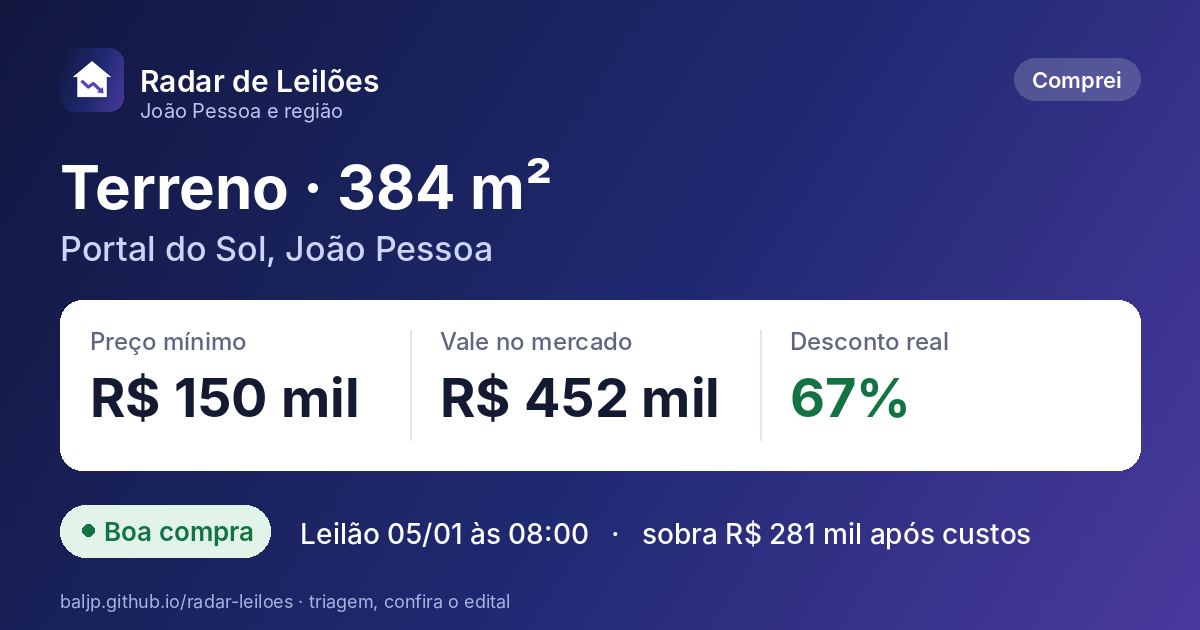 Radar de Leilões
João Pessoa e região
Comprei
Terreno · 384 m²
Portal do Sol, João Pessoa
Preço mínimo
R$ 150 mil
Vale no mercado
R$ 452 mil
Desconto real
67%
Boa compra
Leilão 05/01 às 08:00 · sobra R$ 281 mil após custos
baljp.github.io/radar-leiloes · triagem, confira o edital